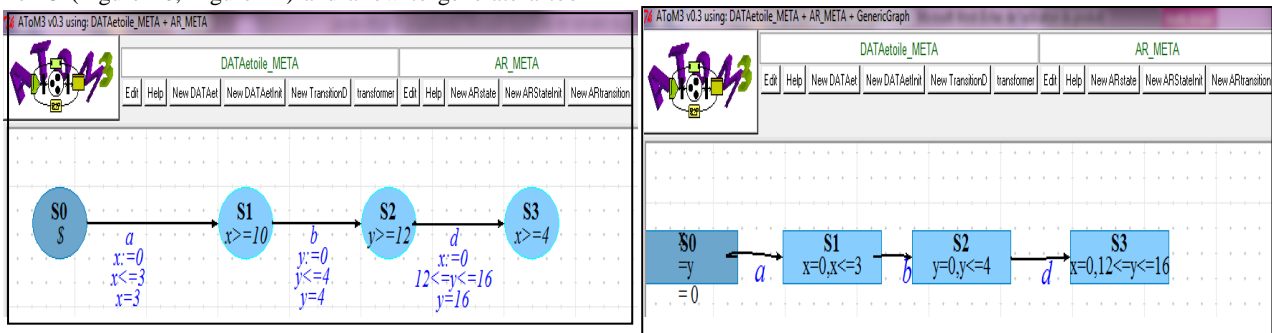 AToM3 v0.3 using: DATAetoile_META + AR_META
DATAetoile_META
AR_META
Edit Help New DATAet New DATAetInit New TransitionD transformer Edit Help New ARstate New ARStateInit New ARtransition
S0
$
a
x:=0
x<=3
x=3
S1
x>=10
b
y:=0
y<=4
y=4
S2
y>=12
d
x:=0
12<=y<=16
y=16
S3
x>=4
AToM3 v0.3 using: DATAetoile_META + AR_META + GenericGraph
DATAetoile_META
AR_META
Edit Help New DATAet New DATAetInit New TransitionD transformer Edit Help New ARstate New ARStateInit New ARtransition
x
S0
=y
= 0
a
S1
x=0,x<=3
b
S2
y=0,y<=4
d
S3
x=0,12<=y<=16